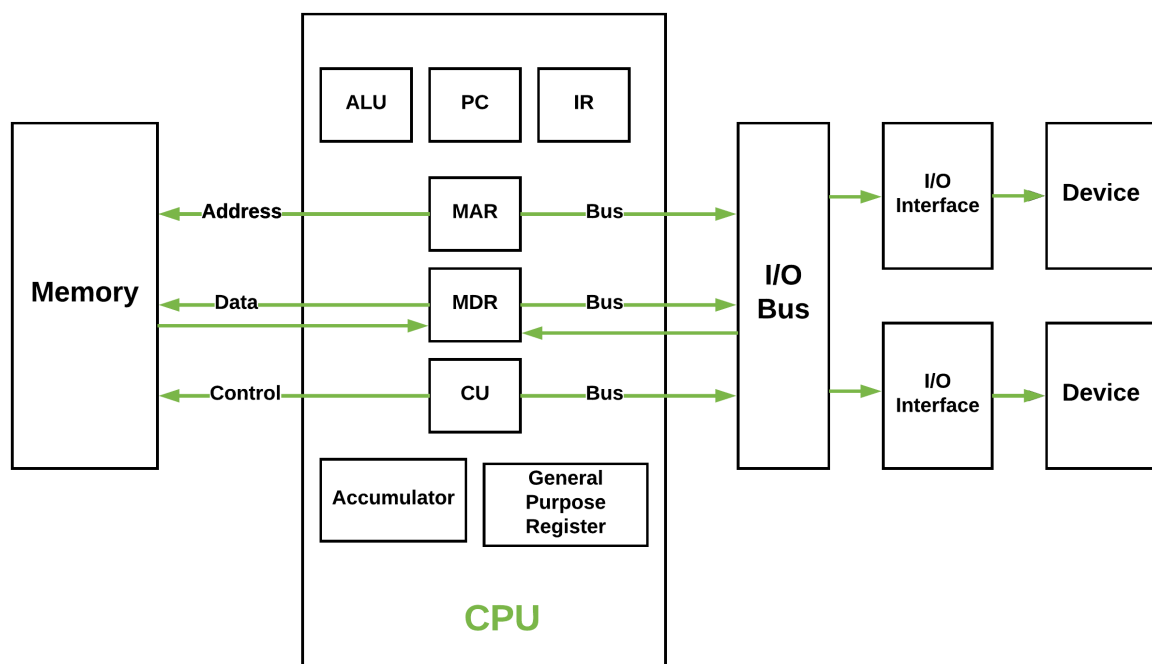 ALU
PC
IR
Memory
Address
MAR
Bus
Data
MDR
Bus
Control
CU
Bus
Accumulator
General
Purpose
Register
CPU
I/O
Bus
I/O
Interface
Device
I/O
Interface
Device